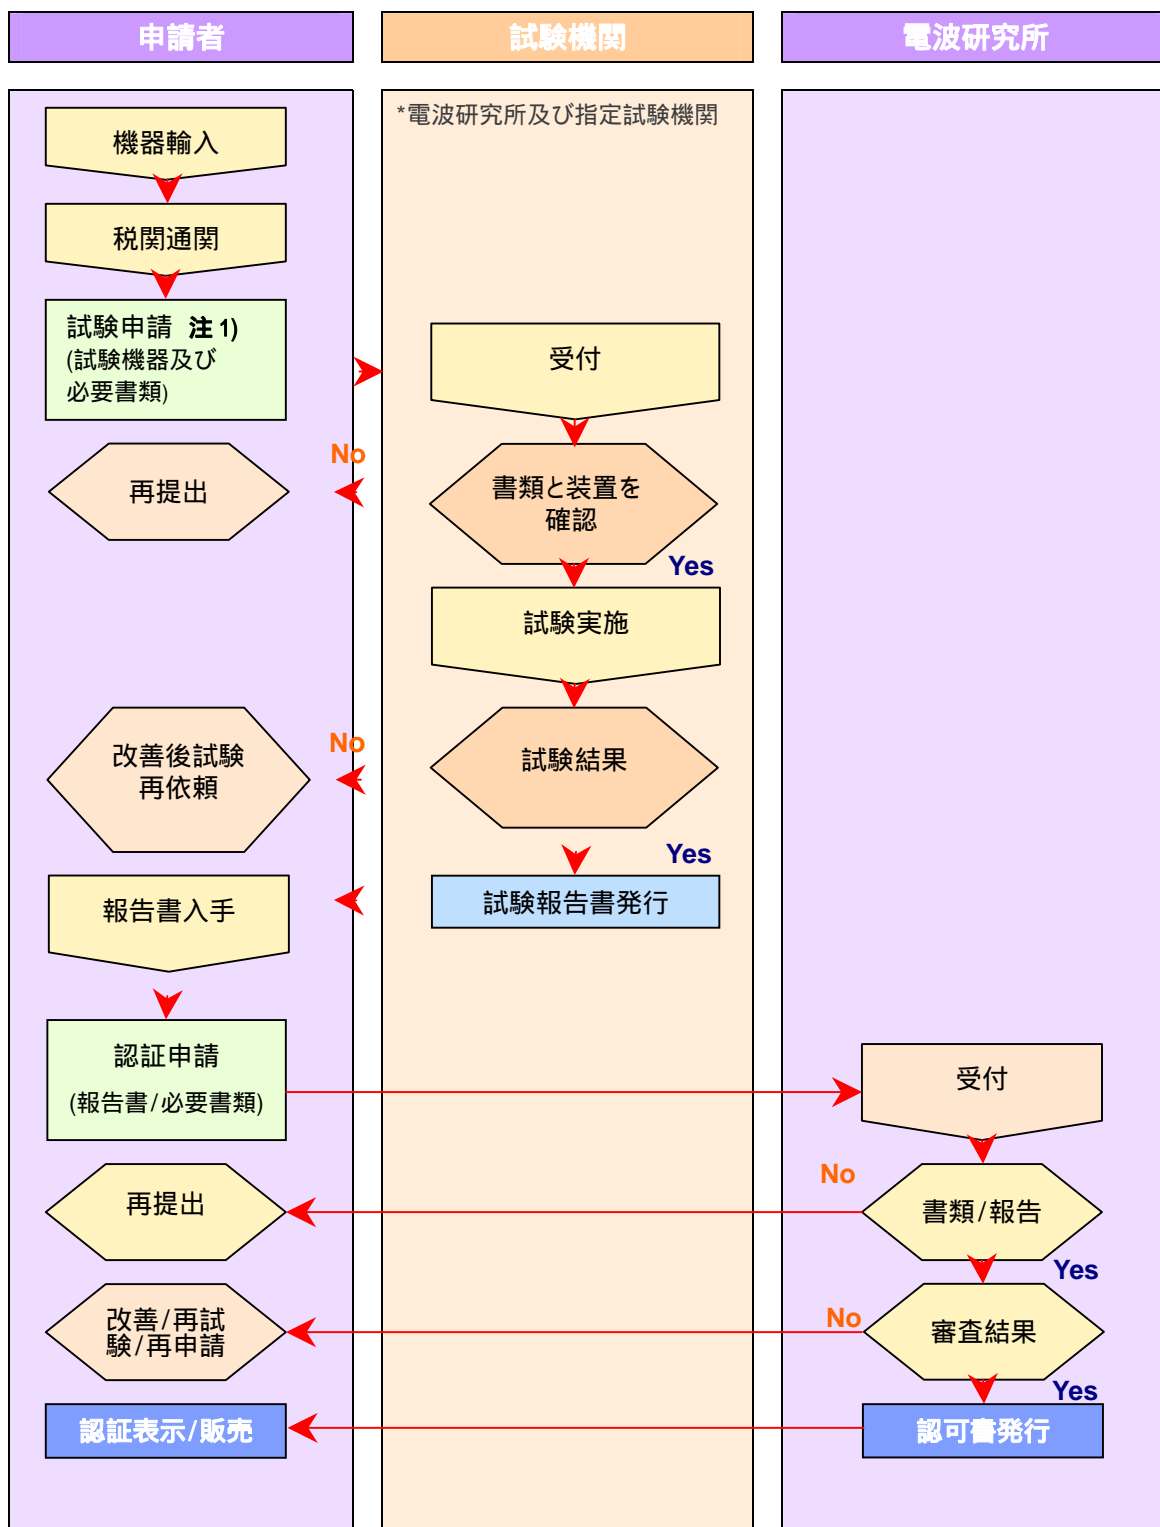 申請者
試験機関
電波研究所
*電波研究所及び指定試験機関
機器輸入
税関通関
試験申請 注1)
(試験機器及び
必要書類)
受付
No
再提出
書類と装置を
確認
Yes
試験実施
改善後試験
再依頼
No
試験結果
Yes
報告書入手
試験報告書発行
認証申請
(報告書/必要書類)
受付
No
再提出
書類/報告
Yes
改善/再試
験/再申請
No
審査結果
Yes
認証表示/販売
認可書発行